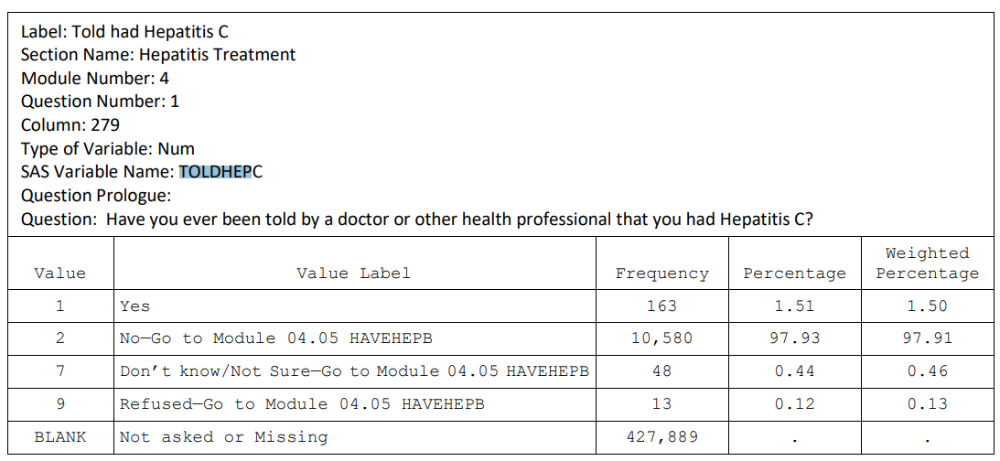 Label: Told had Hepatitis C
Section Name: Hepatitis Treatment
Module Number: 4
Question Number: 1
Column: 279
Type of Variable: Num
SAS Variable Name: TOLDHEPC
Question Prologue:
Question:  Have you ever been told by a doctor or other health professional that you had Hepatitis C?
Value Value Label Frequency Percentage Weighted Percentage
1 Yes 163 1.51 1.50
2 No—Go to Module 04.05 HAVEHEPB 10,580 97.93 97.91
7 Don’t know/Not Sure—Go to Module 04.05 HAVEHEPB 48 0.44 0.46
9 Refused—Go to Module 04.05 HAVEHEPB 13 0.12 0.13
BLANK Not asked or Missing 427,889 . .